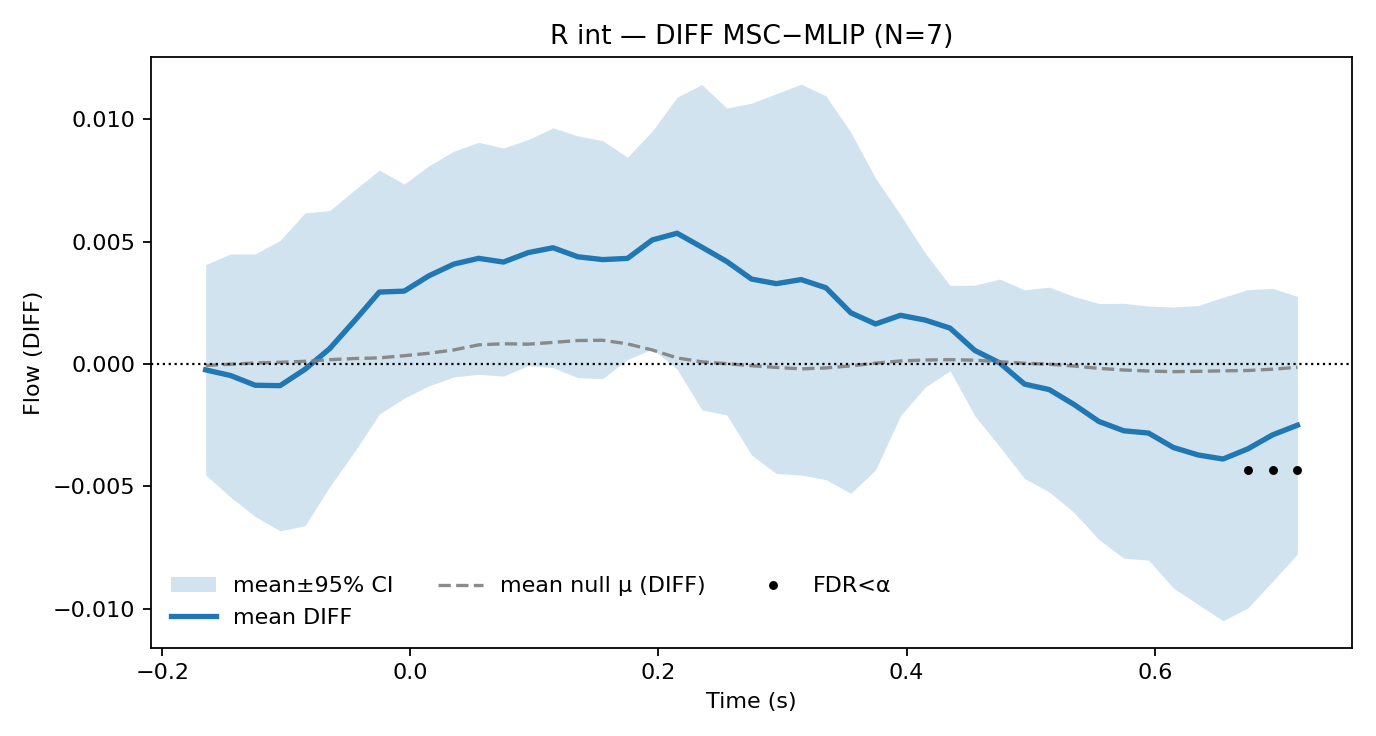 R int — DIFF MSC−MLIP (N=7)
Flow (DIFF)
0.010
0.005
0.000
−0.005
−0.010
mean±95% CI
mean DIFF
mean null μ (DIFF)
FDR<α
−0.2
0.0
0.2
0.4
0.6
Time (s)